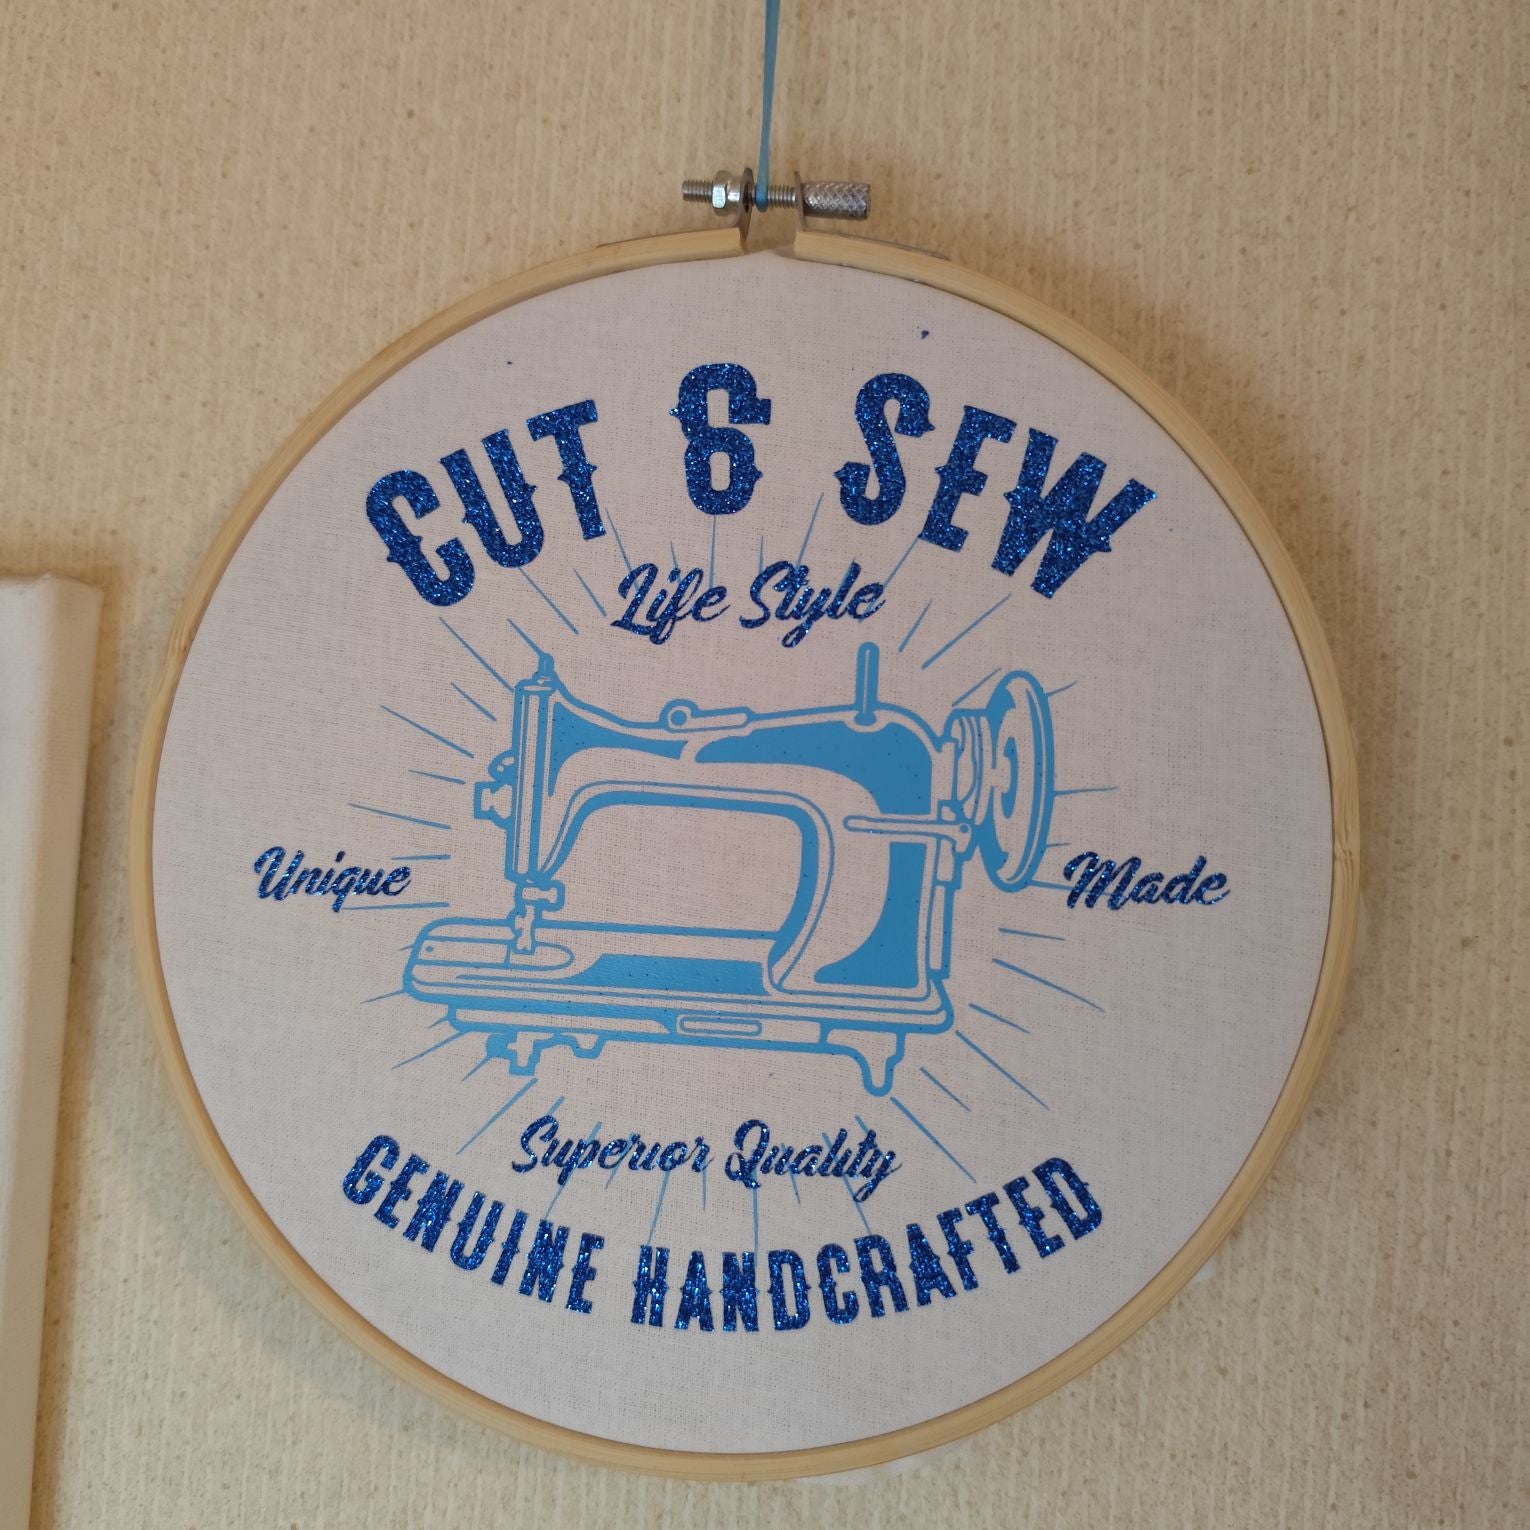 CUT & SEW
Life Style
Unique Made
Superior Quality
GENUINE HANDCRAFTED